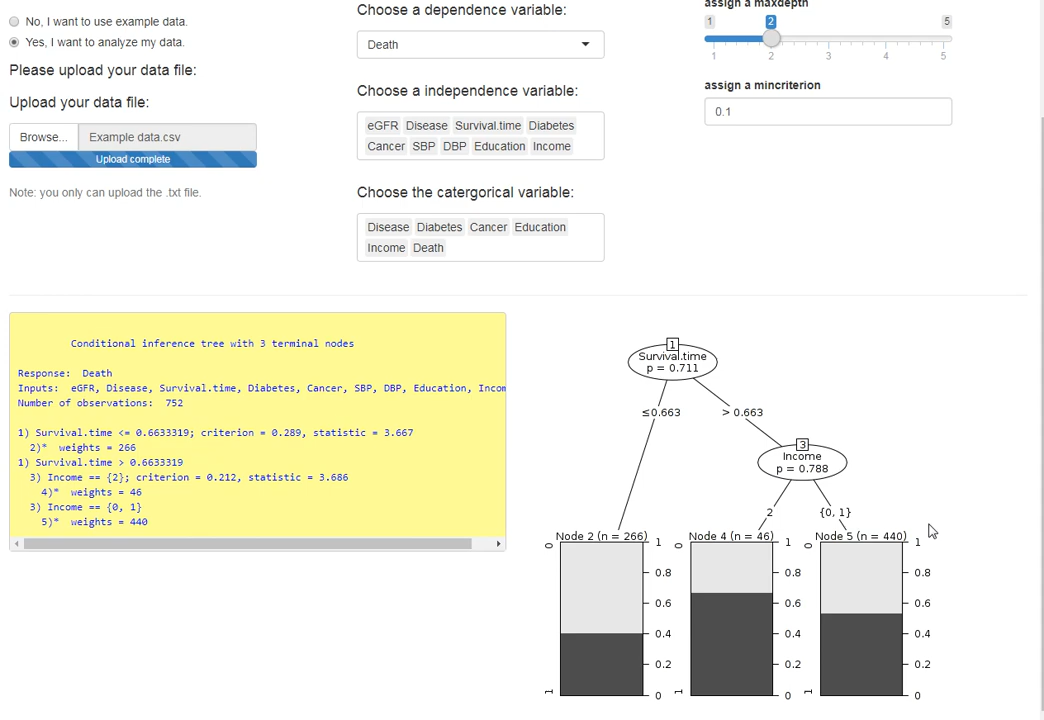 No, I want to use example data.
Yes, I want to analyze my data.
Please upload your data file:
Upload your data file:
Browse... Example data.csv
Upload complete
Note: you only can upload the .txt file.
Choose a dependence variable:
Death
Choose a independence variable:
eGFR Disease Survival.time Diabetes
Cancer SBP DBP Education Income
Choose the catergorical variable:
Disease Diabetes Cancer Education
Income Death
assign a maxdepth
1 2 5
1 2 3 4 5
assign a mincriterion
0.1
Conditional inference tree with 3 terminal nodes
Response: Death
Inputs: eGFR, Disease, Survival.time, Diabetes, Cancer, SBP, DBP, Education, Incom
Number of observations: 752
1) Survival.time <= 0.6633319; criterion = 0.289, statistic = 3.667
2)* weights = 266
1) Survival.time > 0.6633319
3) Income == {2}; criterion = 0.212, statistic = 3.686
4)* weights = 46
3) Income == {0, 1}
5)* weights = 440
1
Survival.time
p = 0.711
≤0.663 > 0.663
3
Income
p = 0.788
2 {0, 1}
Node 2 (n = 266) Node 4 (n = 46) Node 5 (n = 440)
0 1 0 1 0 1
0.8 0.8 0.8
0.6 0.6 0.6
0.4 0.4 0.4
0.2 0.2 0.2
1 0 1 0 1 0